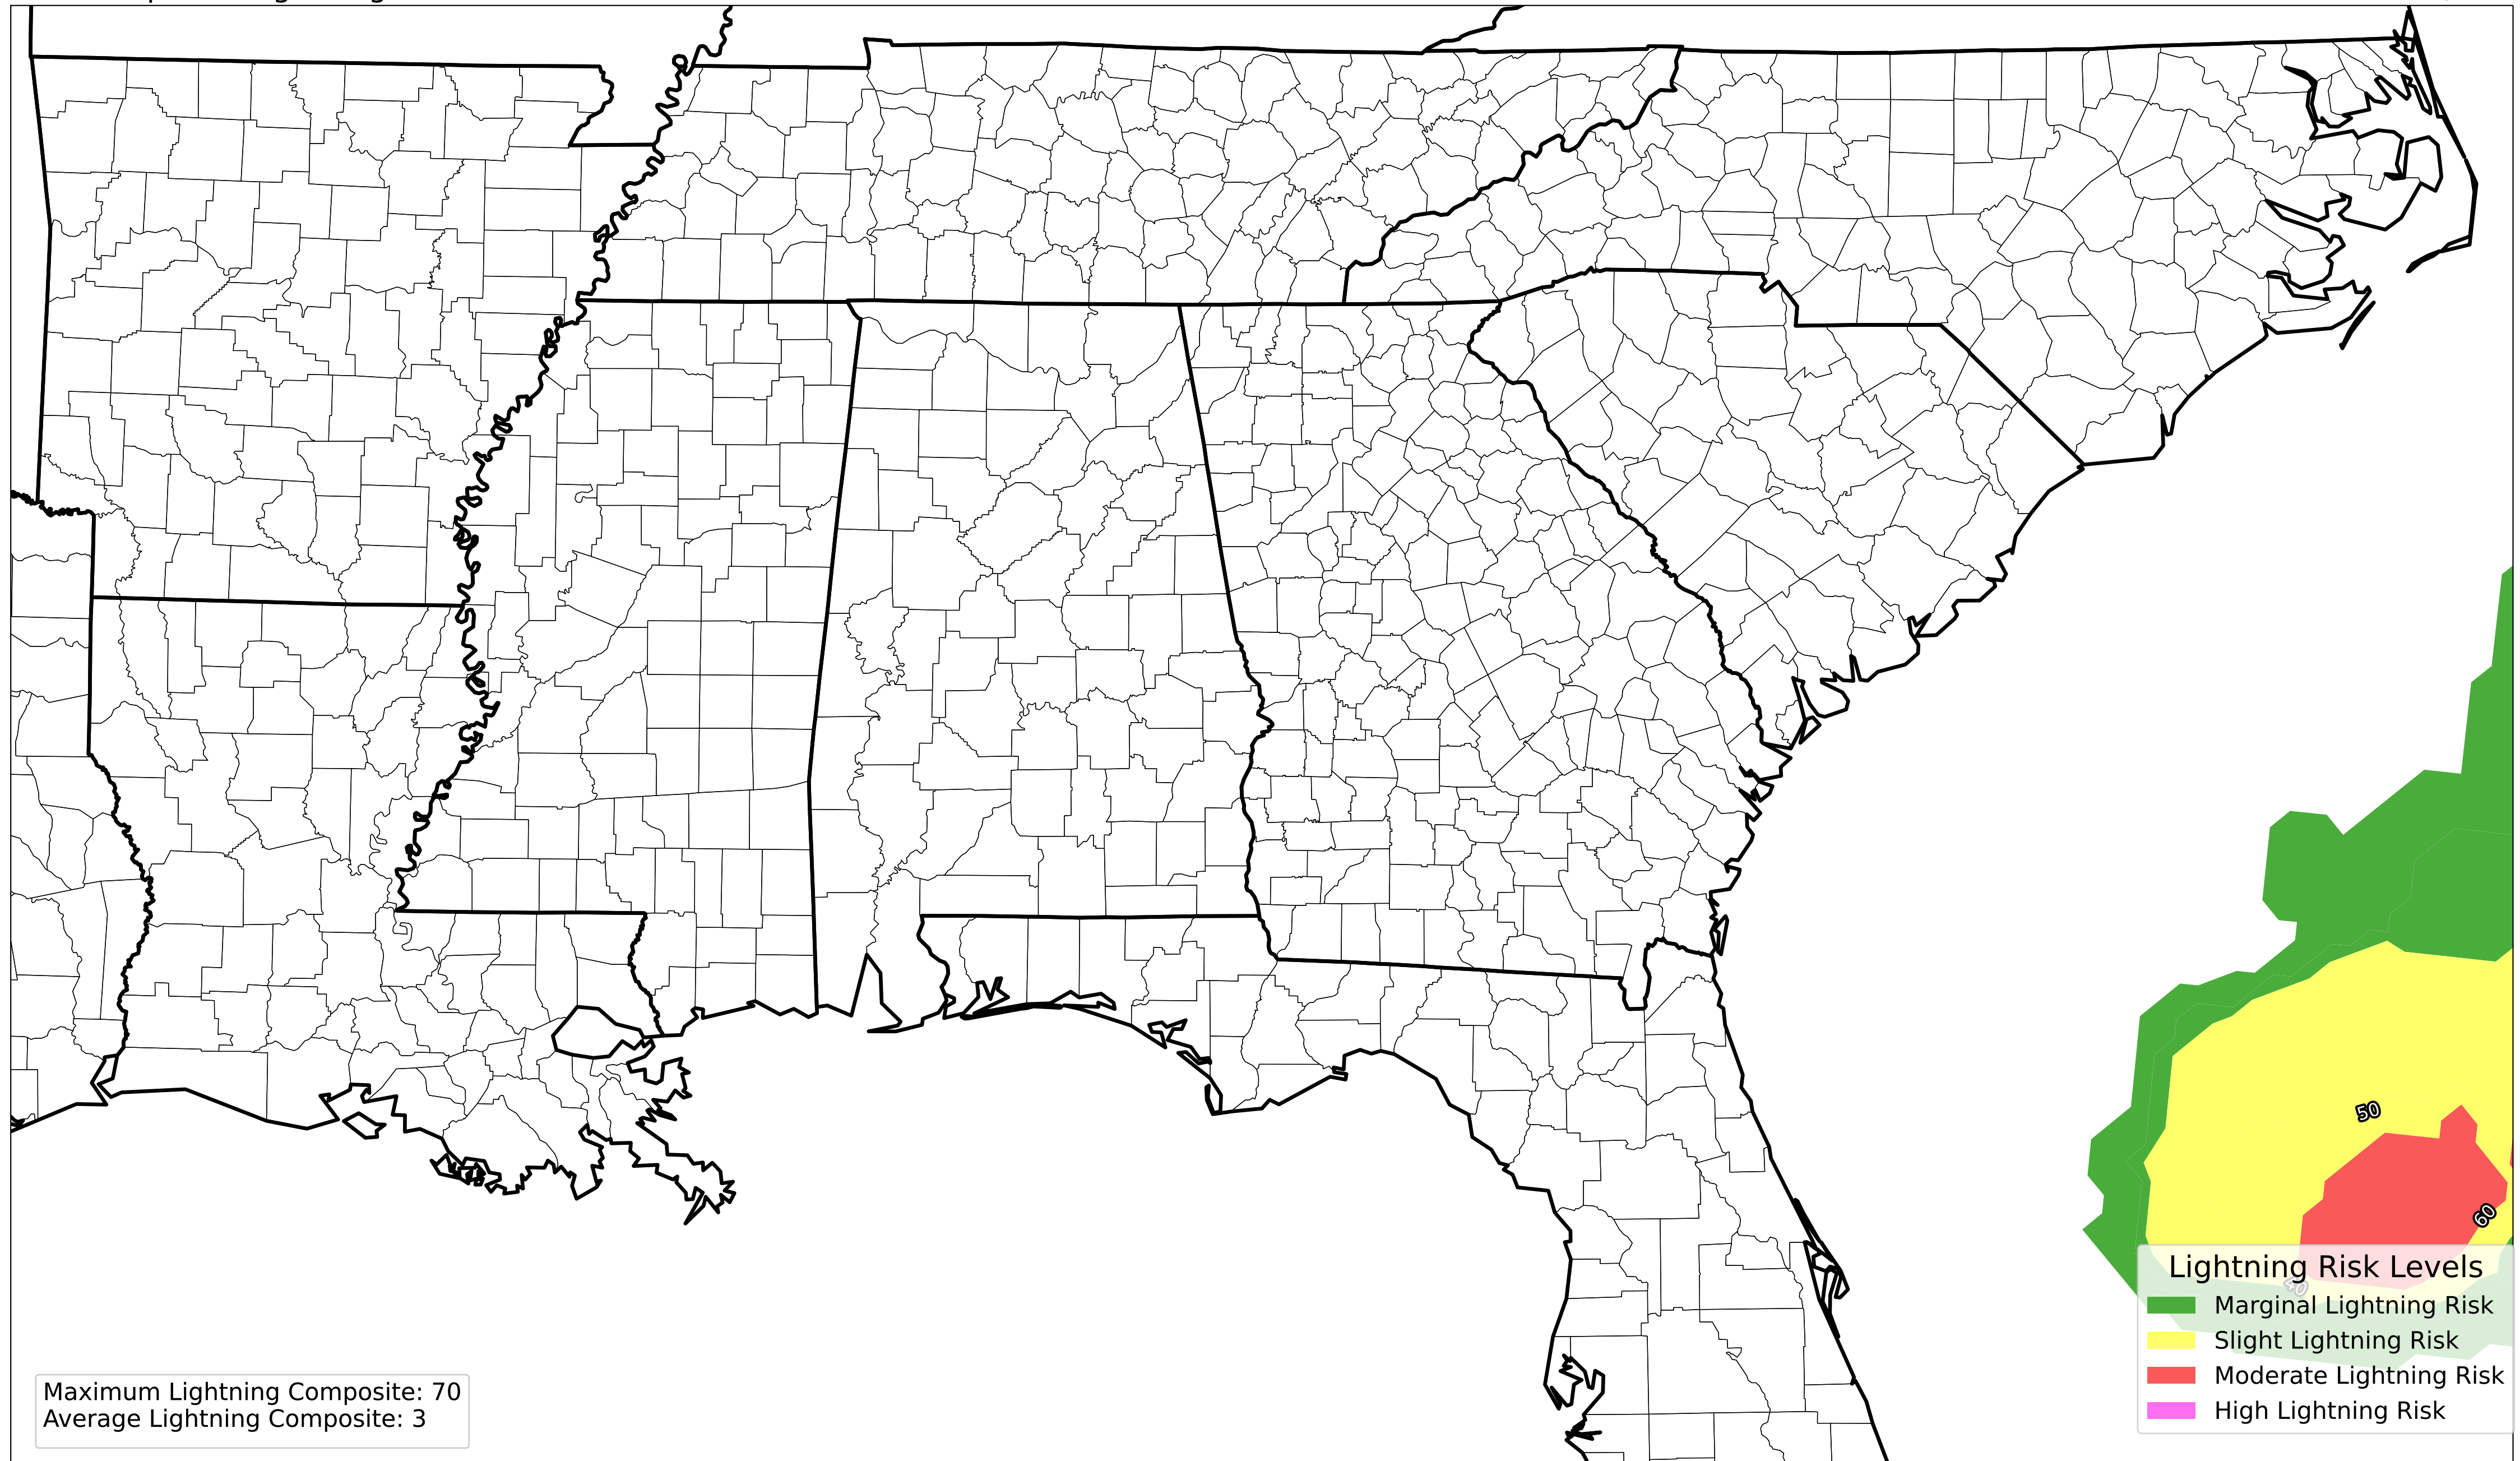 50
60
40
Lightning Risk Levels
Marginal Lightning Risk
Slight Lightning Risk
Moderate Lightning Risk
High Lightning Risk
Maximum Lightning Composite: 70
Average Lightning Composite: 3